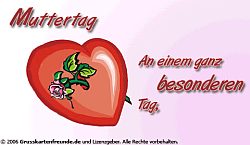 Muttertag
An einem ganz
besonderen
Tag,
© 2006 Grusskartenfreunde.de und Lizenzgeber. Alle Rechte vorbehalten.